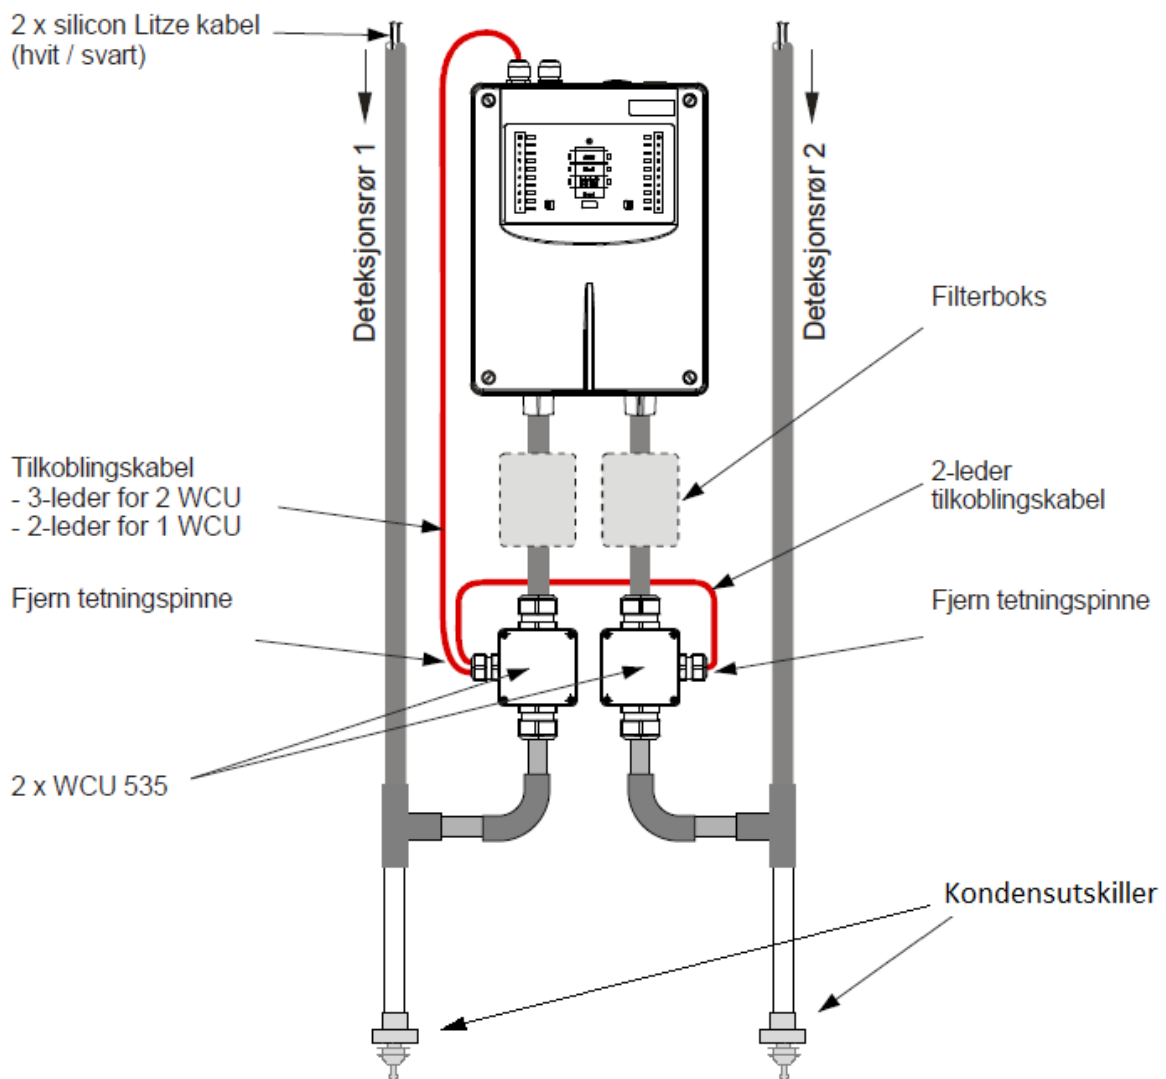 2 x silicon Litze kabel
(hvit / svart)
Deteksjonsrør 1
Deteksjonsrør 2
Filterboks
Tilkoblingskabel
- 3-leder for 2 WCU
- 2-leder for 1 WCU
2-leder
tilkoblingskabel
Fjern tetningspinne
Fjern tetningspinne
2 x WCU 535
Kondensutskiller